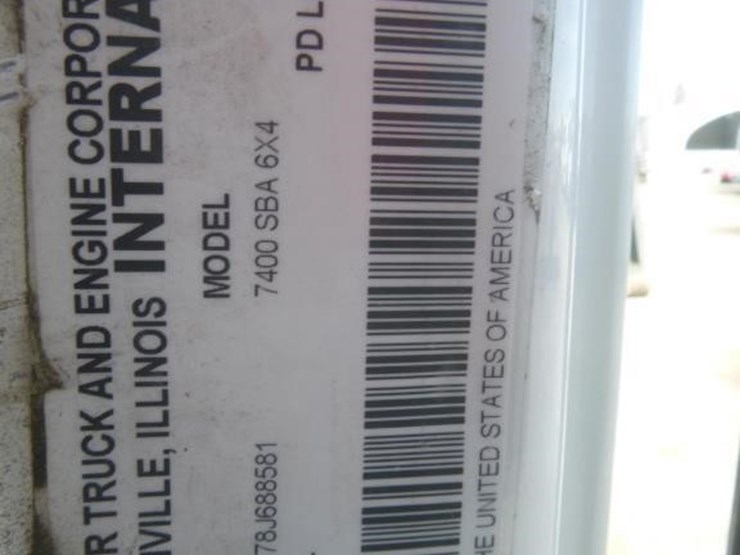 R TRUCK AND ENGINE CORPOR
VILLE, ILLINOIS INTERNA
MODEL
7400 SBA 6X4
78J688581
PD L
HE UNITED STATES OF AMERICA